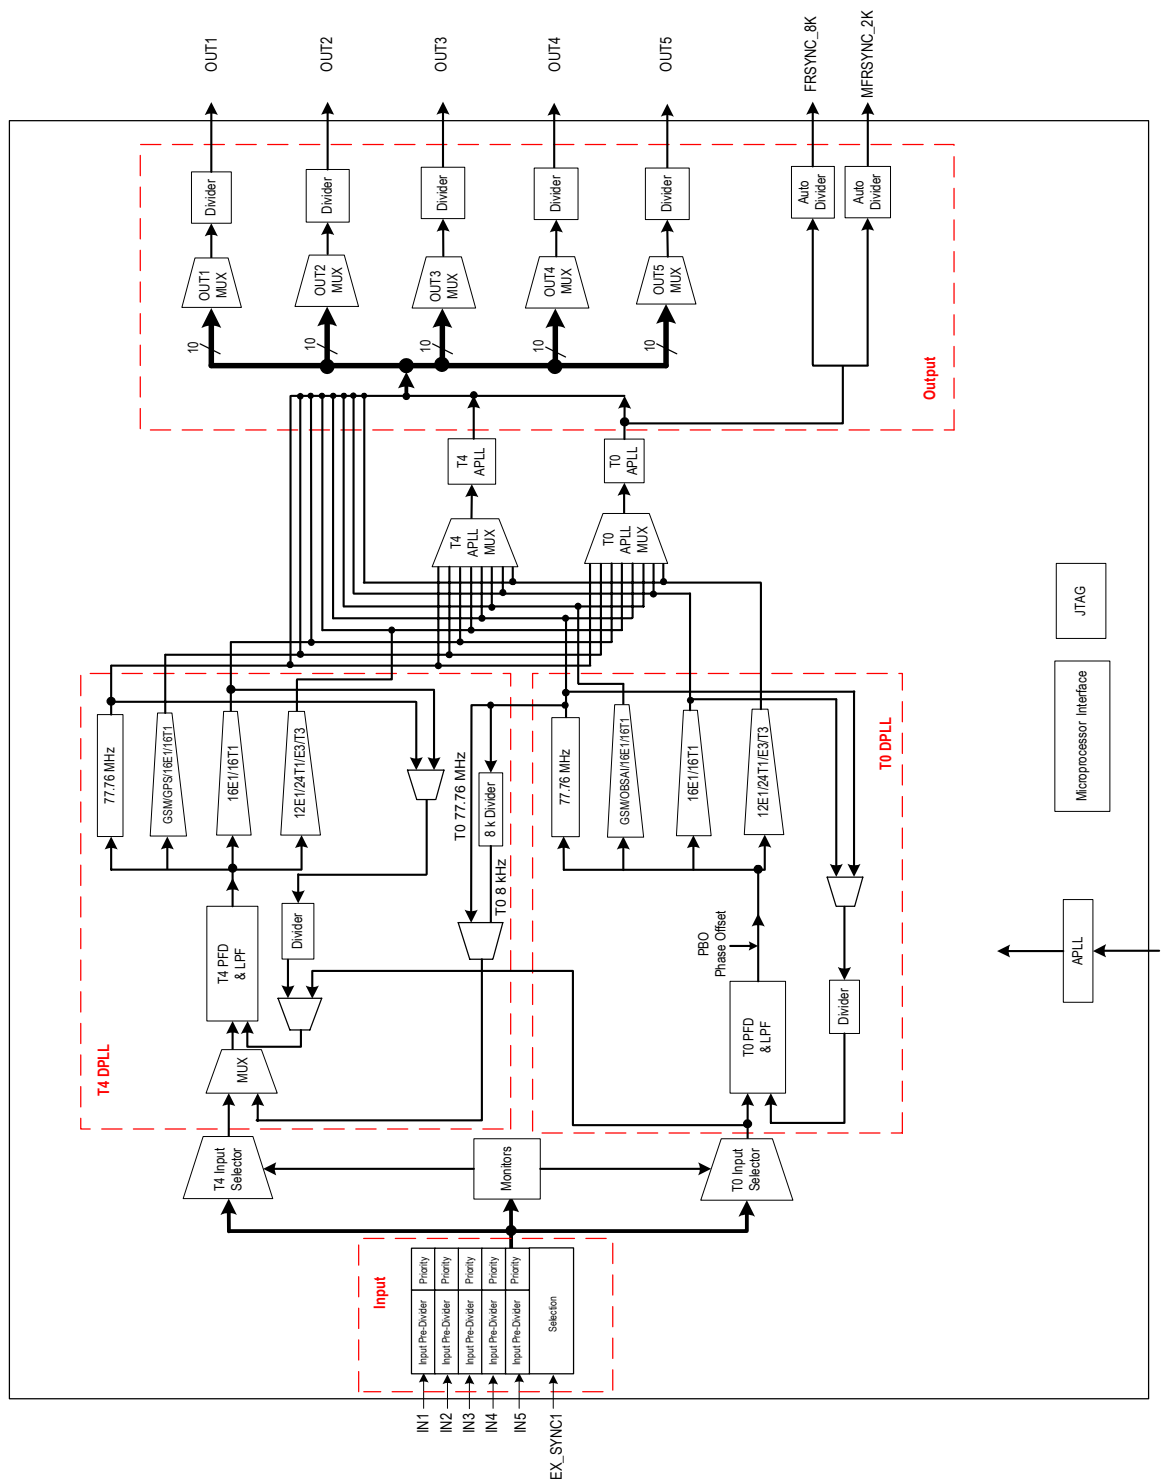 OUT1
OUT2
OUT3
OUT4
OUT5
FRSYNC_8K
MFRSYNC_2K
Divider
Divider
Divider
Divider
Divider
Auto
Divider
Auto
Divider
OUT1
MUX
OUT2
MUX
OUT3
MUX
OUT4
MUX
OUT5
MUX
10
10
10
10
10
Output
T4
APLL
T0
APLL
T4
APLL
MUX
T0
APLL
MUX
77.76 MHz
GSM/GPS/16E1/16T1
16E1/16T1
12E1/24T1/E3/T3
T0 77.76 MHz
8 k Divider
T0 8 kHz
77.76 MHz
GSM/OBSAI/16E1/16T1
16E1/16T1
12E1/24T1/E3/T3
T0 DPLL
T4 PFD
& LPF
Divider
PBO
Phase Offset
T4 DPLL
MUX
T0 PFD
& LPF
Divider
T4 Input
Selector
Monitors
T0 Input
Selector
Input
Priority
Priority
Priority
Priority
Priority
Input Pre-Divider
Input Pre-Divider
Input Pre-Divider
Input Pre-Divider
Input Pre-Divider
Selection
IN1
IN2
IN3
IN4
IN5
EX_SYNC1
JTAG
Microprocessor Interface
APLL